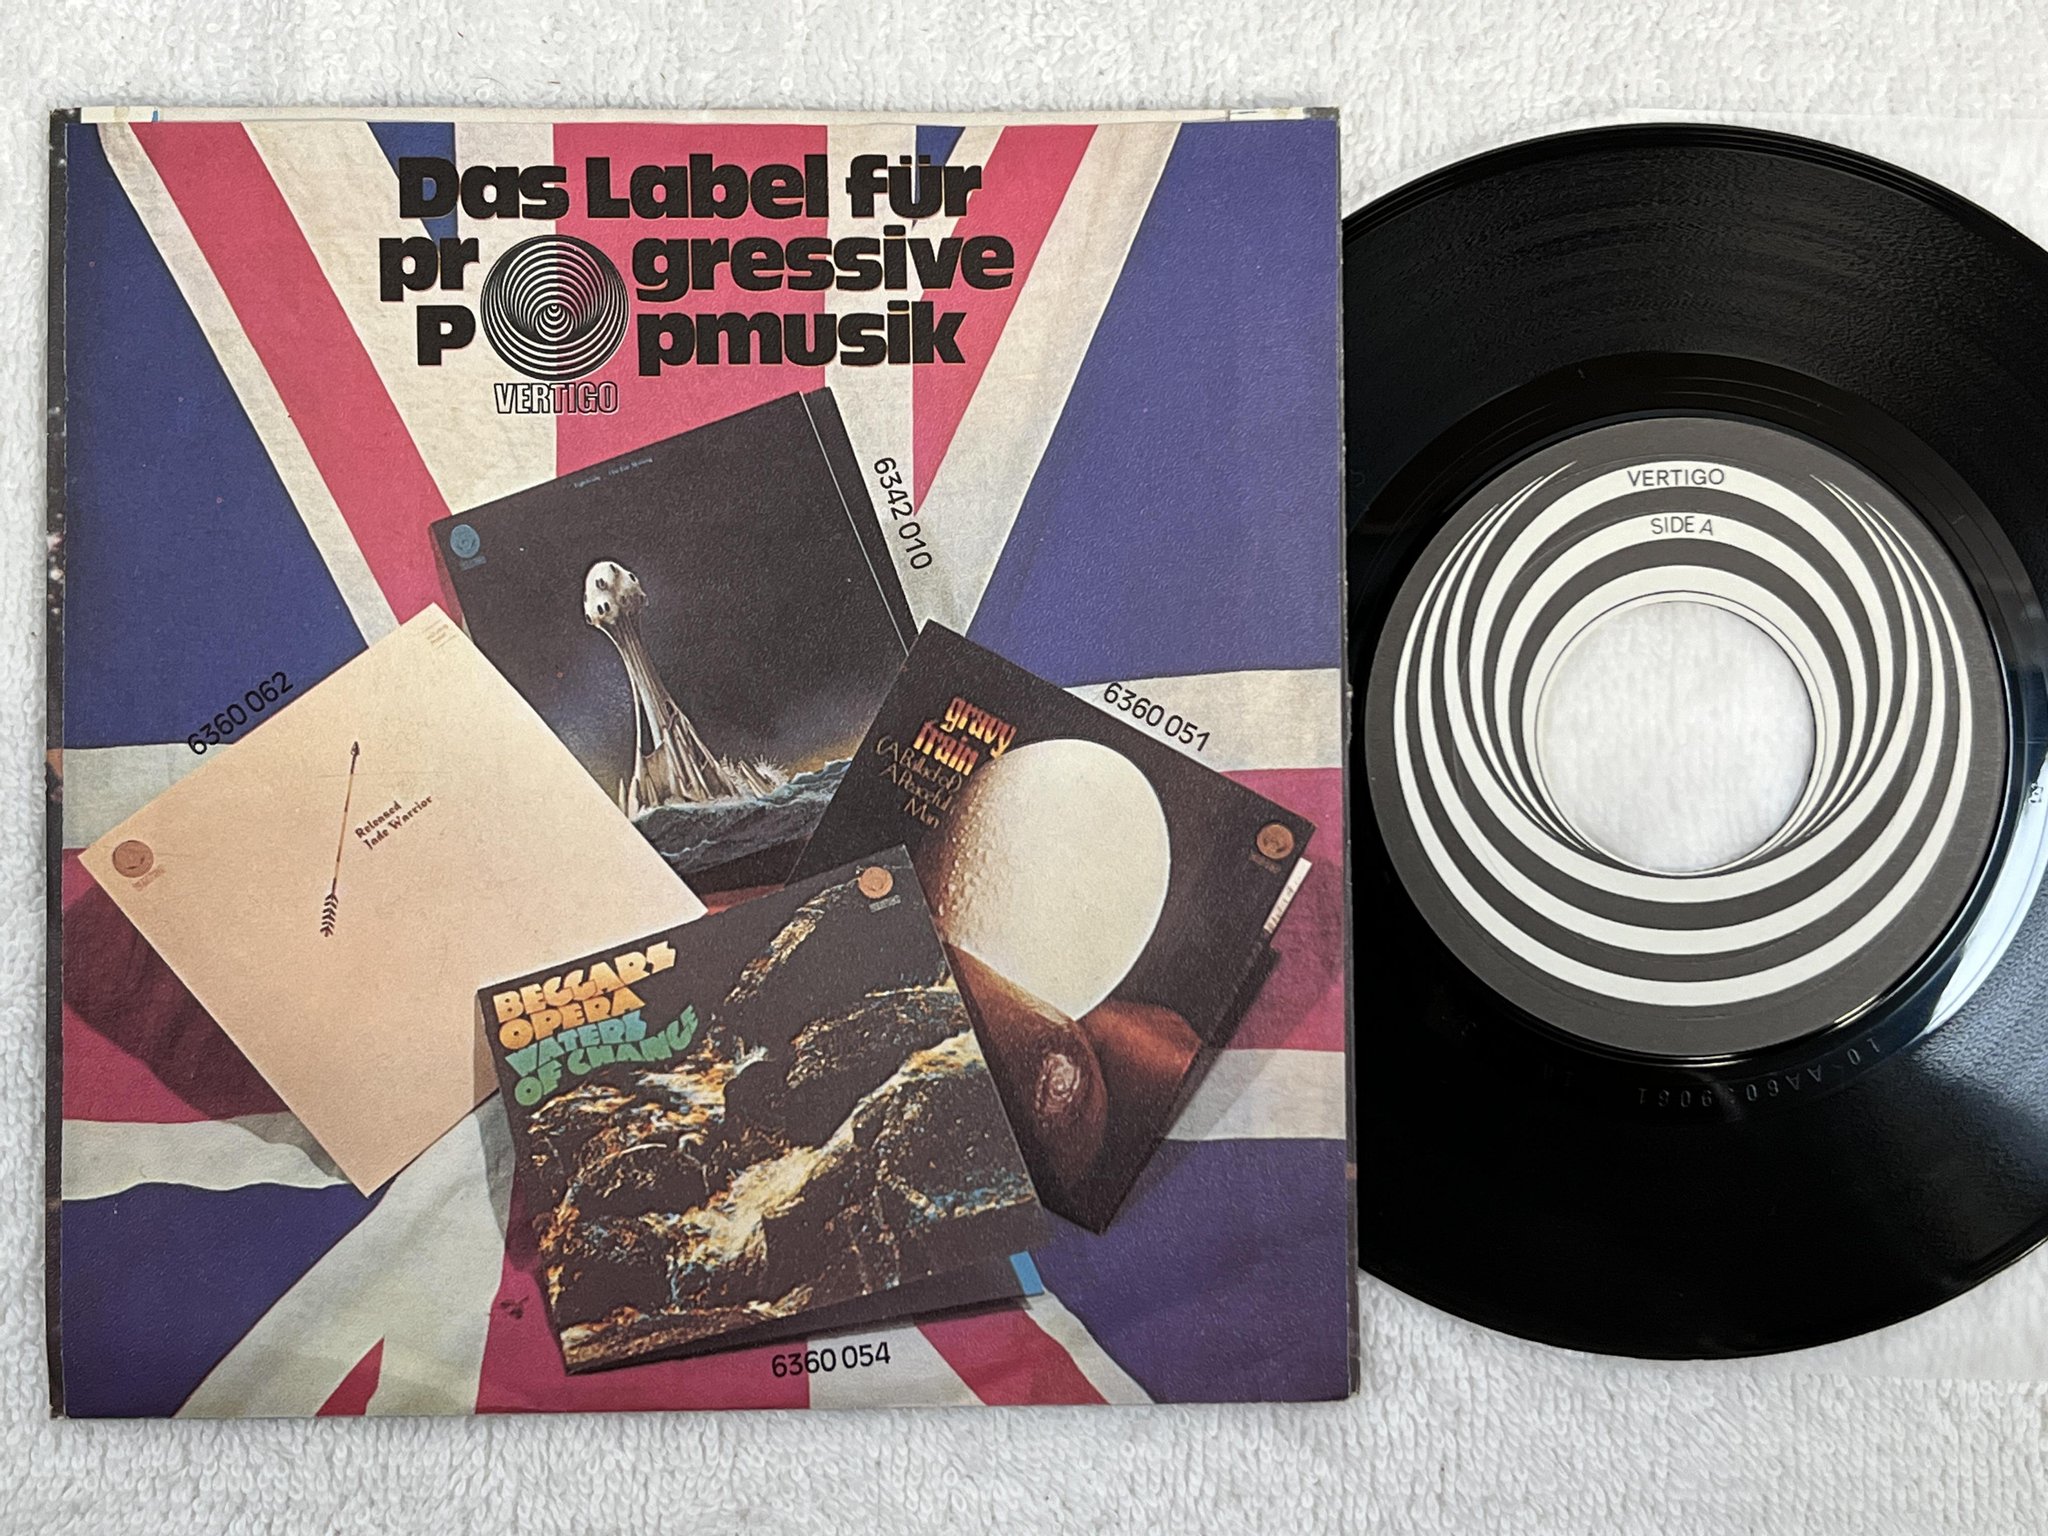 Das Label für
progressive
Popmusik
VERTIGO
6342 010
6360 062
Released
Jade Warrior
6360 051
gravy
train
(A Ballad of)
A Peaceful
Man
BEGGARS
OPERA
WATERS
OF CHANGE
VERTIGO
6360 054
VERTIGO
SIDE A